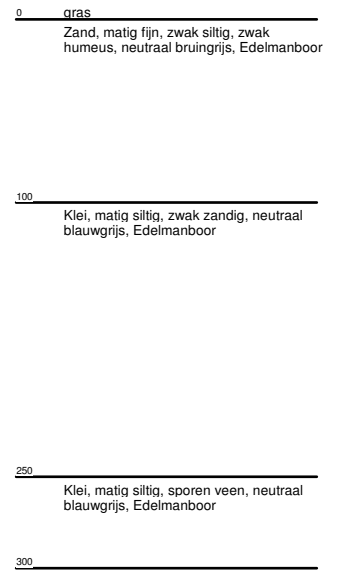 0 gras
Zand, matig fijn, zwak siltig, zwak
humeus, neutraal bruingrijs, Edelmanboor
100
Klei, matig siltig, zwak zandig, neutraal
blauwgrijs, Edelmanboor
250
Klei, matig siltig, sporen veen, neutraal
blauwgrijs, Edelmanboor
300